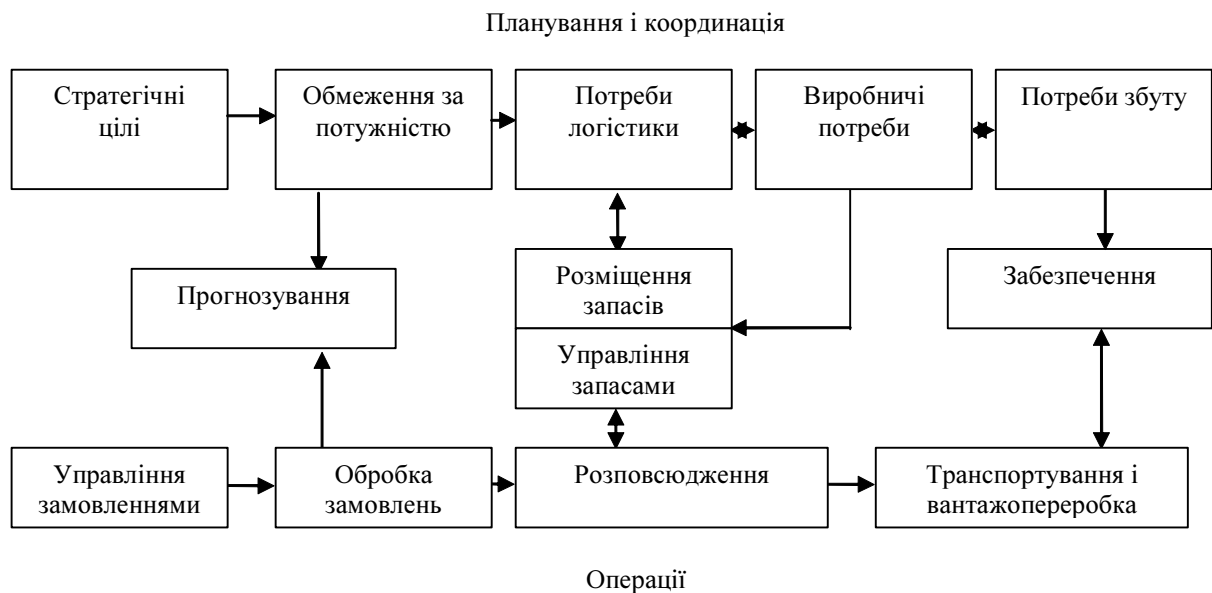 Планування і координація
Стратегічні
цілі
Обмеження за
потужністю
Потреби
логістики
Виробничі
потреби
Потреби збуту
Прогнозування
Розміщення
запасів
Управління
запасами
Забезпечення
Управління
замовленнями
Обробка
замовлень
Розповсюдження
Транспортування і
вантажопереробка
Операції